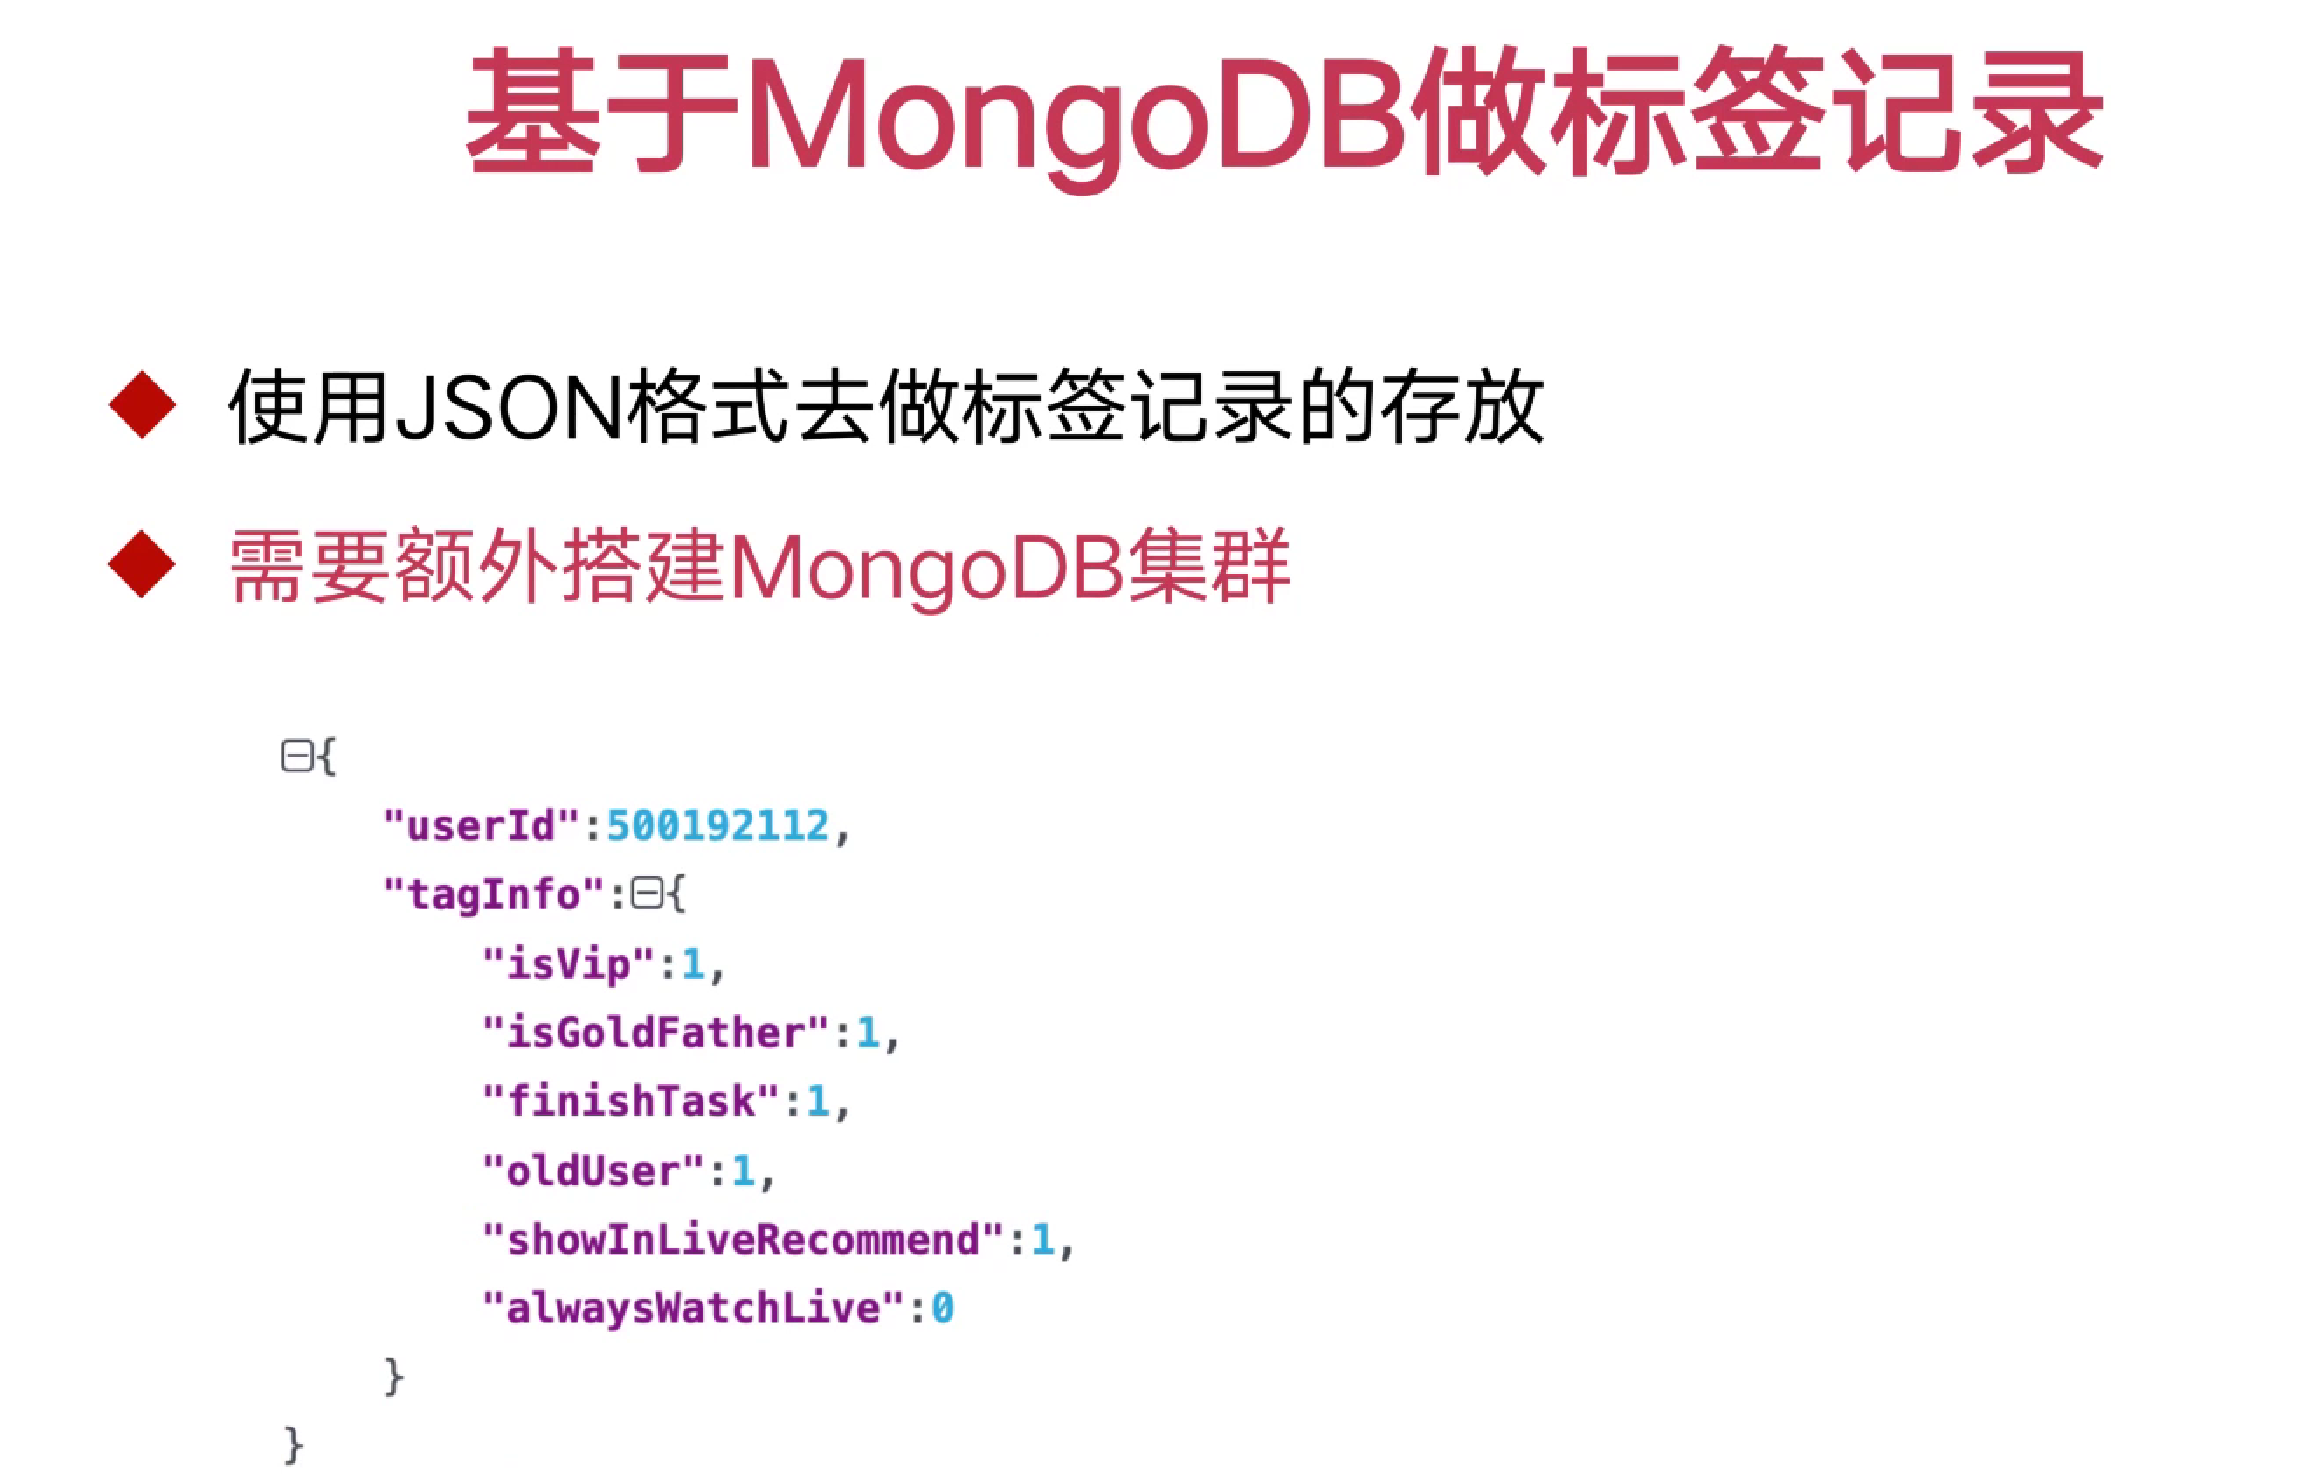 基于MongoDB做标签记录
使用JSON格式去做标签记录的存放
需要额外搭建MongoDB集群
{
"userId":500192112,
"tagInfo":{
"isVip":1,
"isGoldFather":1,
"finishTask":1,
"oldUser":1,
"showInLiveRecommend":1,
"alwaysWatchLive":0
}
}